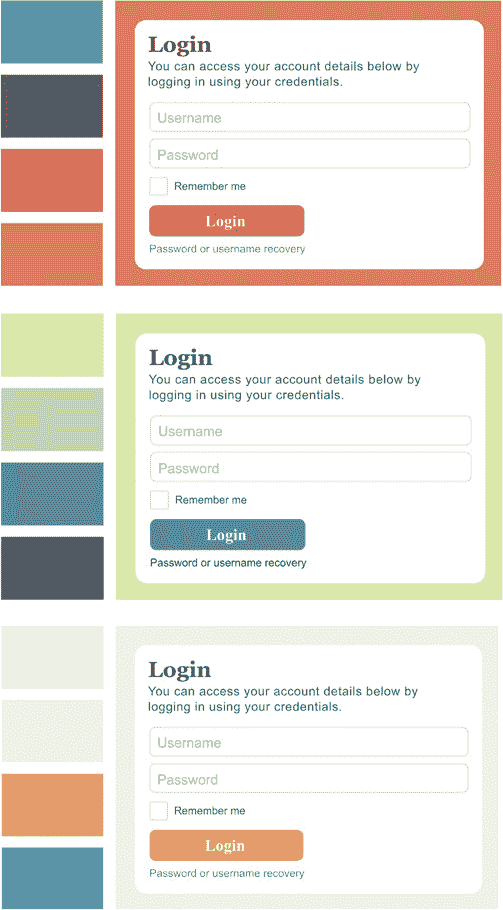 Login
You can access your account details below by
logging in using your credentials.
Username
Password
Remember me
Login
Password or username recovery
Login
You can access your account details below by
logging in using your credentials.
Username
Password
Remember me
Login
Password or username recovery
Login
You can access your account details below by
logging in using your credentials.
Username
Password
Remember me
Login
Password or username recovery